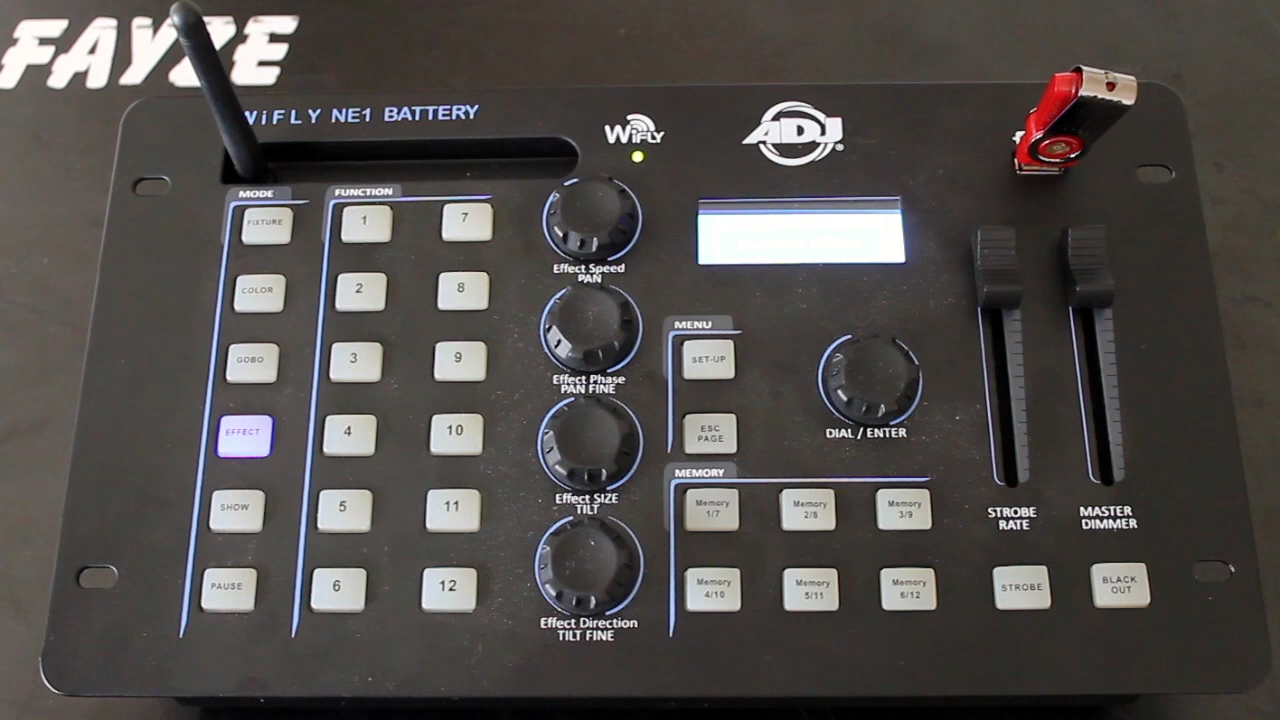 FAYZE
WiFLY NE1 BATTERY
WiFLY
ADJ
MODE
FIXTURE
COLOR
GOBO
EFFECT
SHOW
PAUSE
FUNCTION
1
2
3
4
5
6
7
8
9
10
11
12
Effect Speed
PAN
Effect Phase
PAN FINE
Effect SIZE
TILT
Effect Direction
TILT FINE
MENU
SET-UP
ESC
PAGE
DIAL / ENTER
MEMORY
Memory
1/7
Memory
2/8
Memory
3/9
Memory
4/10
Memory
5/11
Memory
6/12
STROBE
RATE
MASTER
DIMMER
STROBE
BLACK
OUT